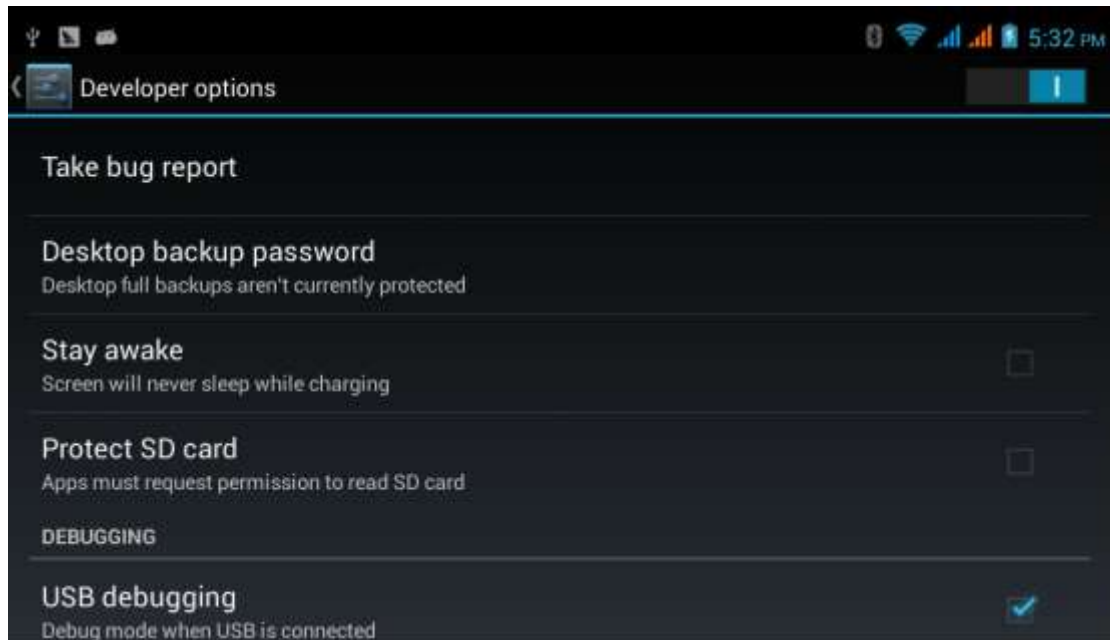 5:32 PM
Developer options
Take bug report
Desktop backup password
Desktop full backups aren't currently protected
Stay awake
Screen will never sleep while charging
Protect SD card
Apps must request permission to read SD card
DEBUGGING
USB debugging
Debug mode when USB is connected